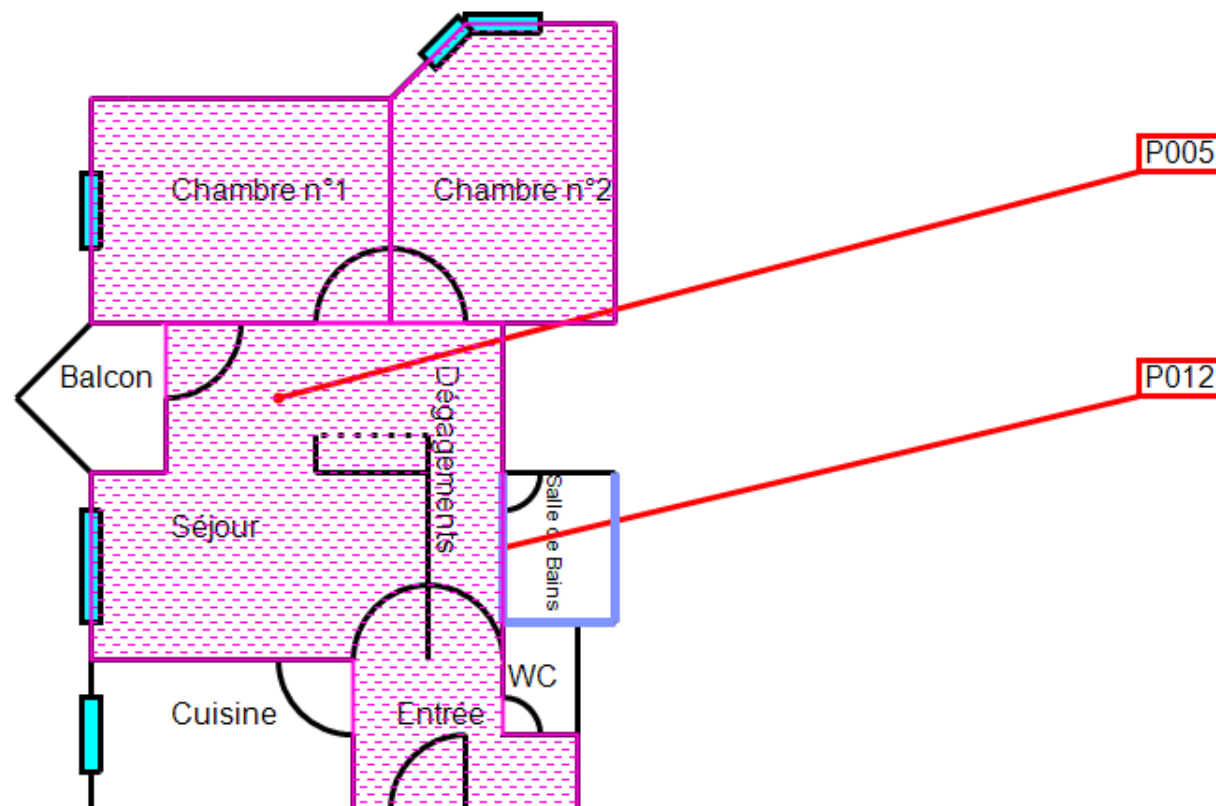 P005
Chambre n°1
Chambre n°2
Balcon
Dégagements
P012
Séjour
Salle de Bains
WC
Cuisine
Entrée